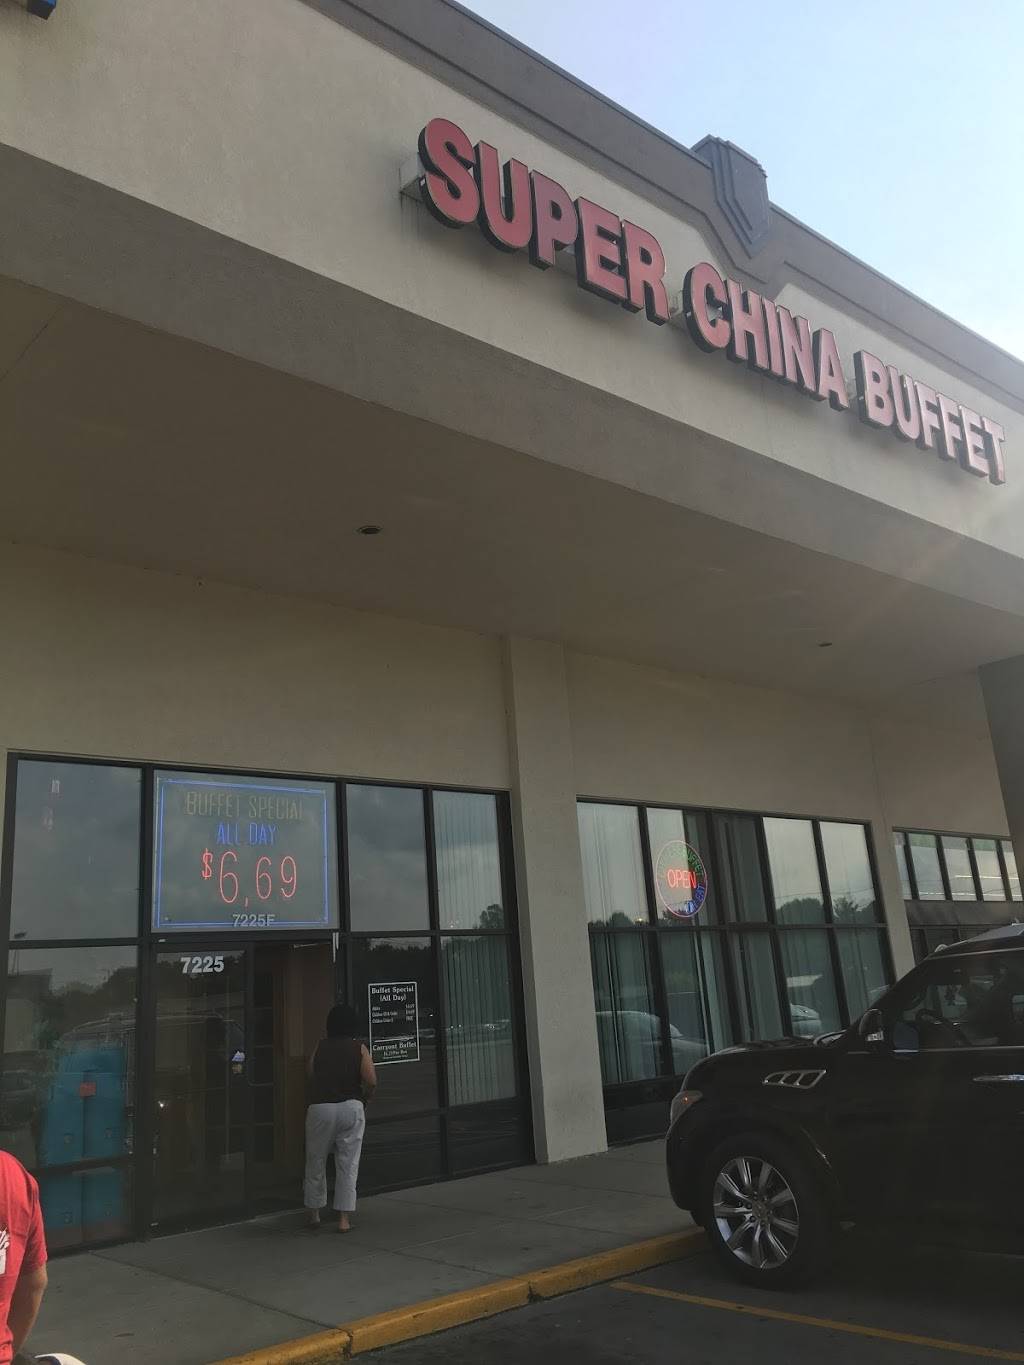 SUPER CHINA BUFFET
BUFFET SPECIAL
ALL DAY
$6.69
7225F
7225
OPEN
Buffet Special
(All Day)
Carryout Buffet